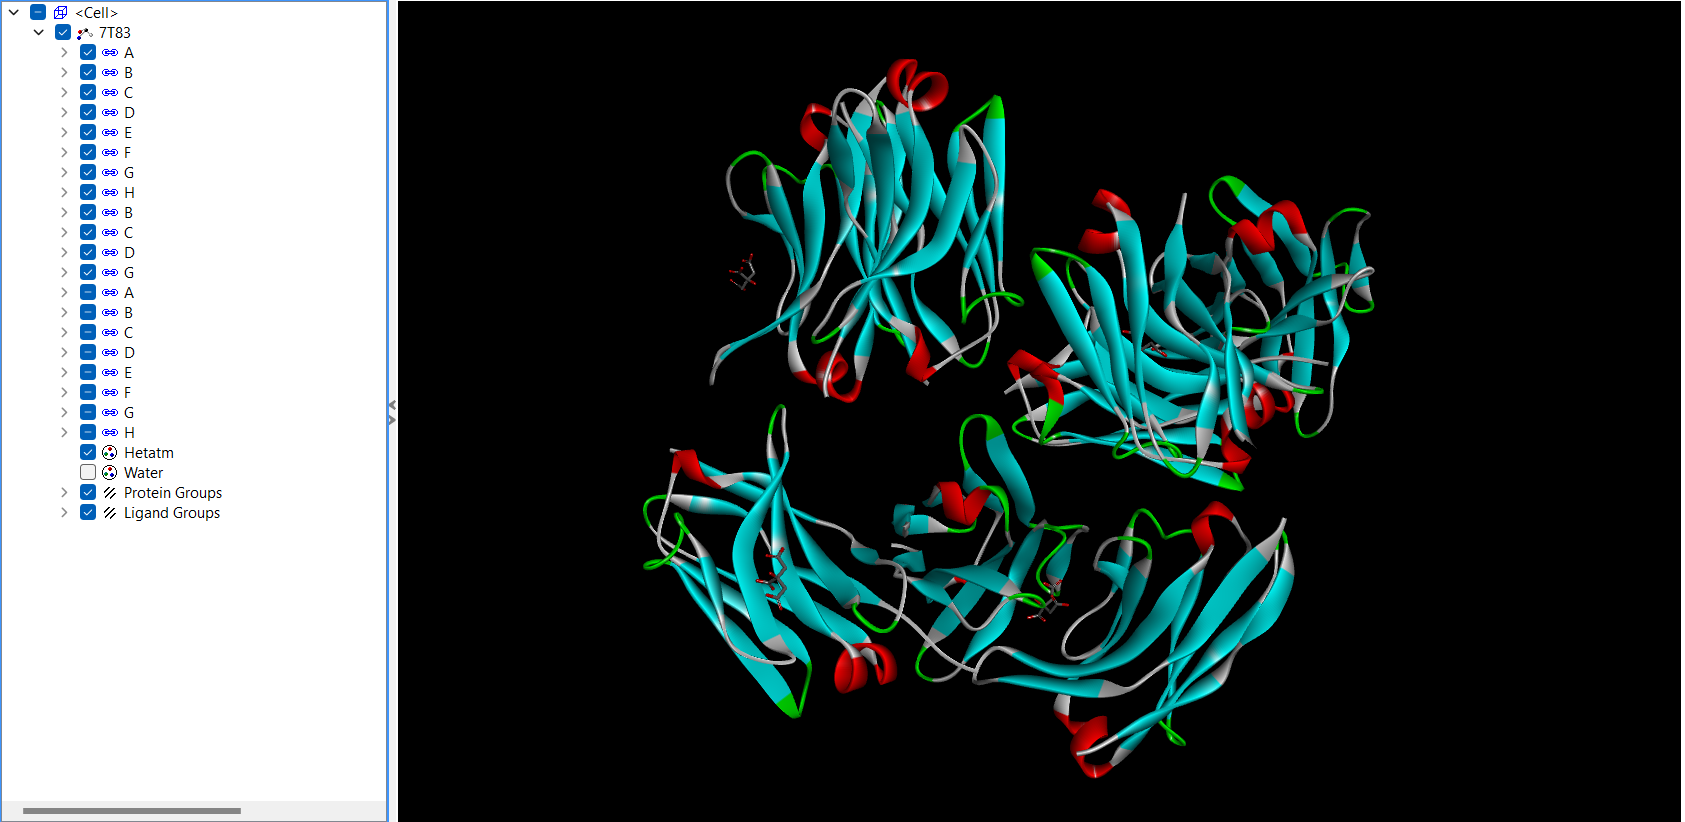 <Cell>
7T83
A
B
C
D
E
F
G
H
B
C
D
G
A
B
C
D
E
F
G
H
Hetatm
Water
Protein Groups
Ligand Groups